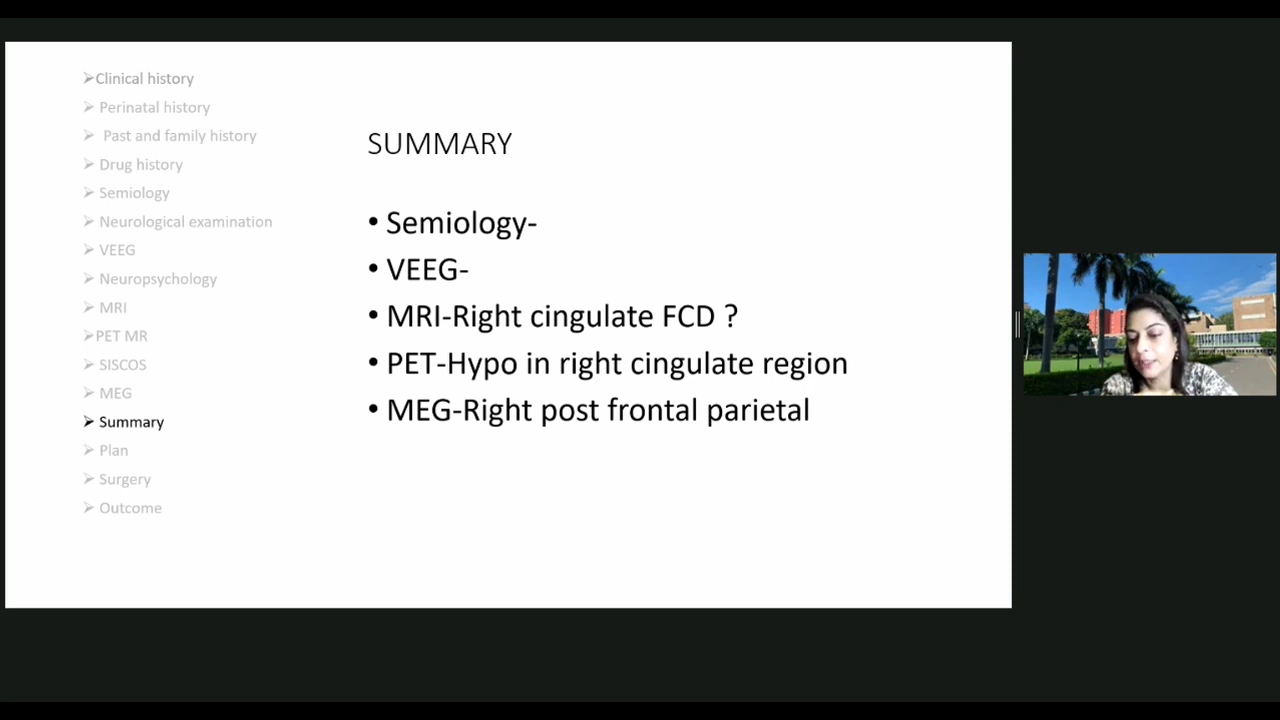 ➢Clinical history
➢ Perinatal history
➢ Past and family history
➢ Drug history
➢ Semiology
➢ Neurological examination
➢ VEEG
➢ Neuropsychology
➢ MRI
➢PET MR
➢ SISCOS
➢ MEG
➢ Summary
➢ Plan
➢ Surgery
➢ Outcome
SUMMARY
• Semiology-
• VEEG-
• MRI-Right cingulate FCD ?
• PET-Hypo in right cingulate region
• MEG-Right post frontal parietal